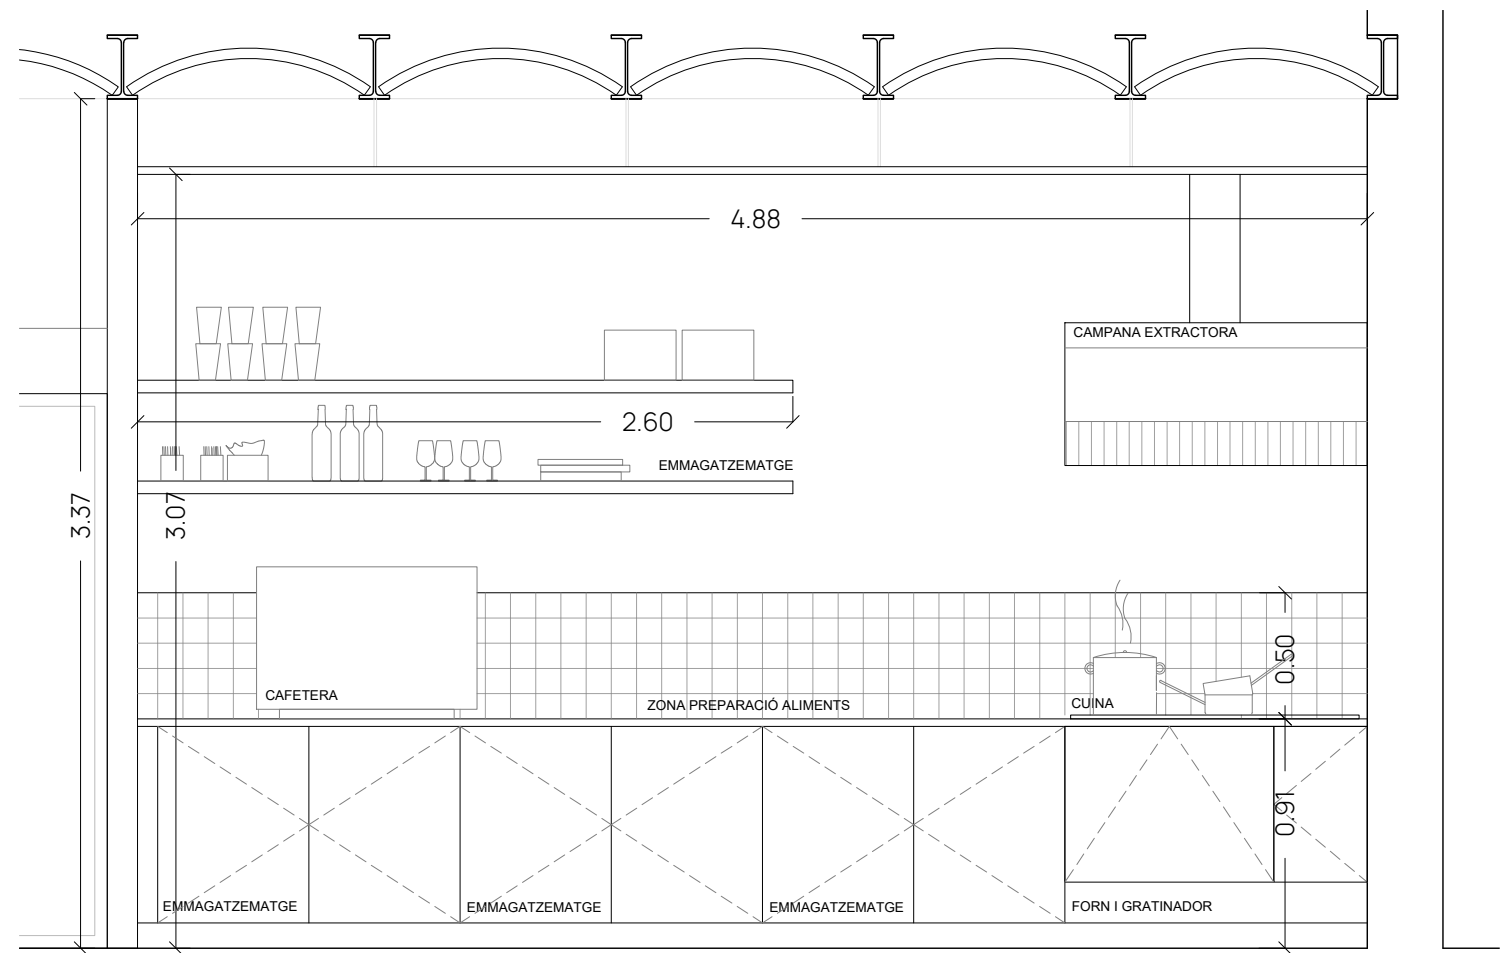 4.88
CAMPANA EXTRACTORA
2.60
EMMAGATZEMATGE
3.37
3.07
0.50
CAFETERA
ZONA PREPARACIÓ ALIMENTS
CUINA
0.91
EMMAGATZEMATGE
EMMAGATZEMATGE
EMMAGATZEMATGE
FORN I GRATINADOR